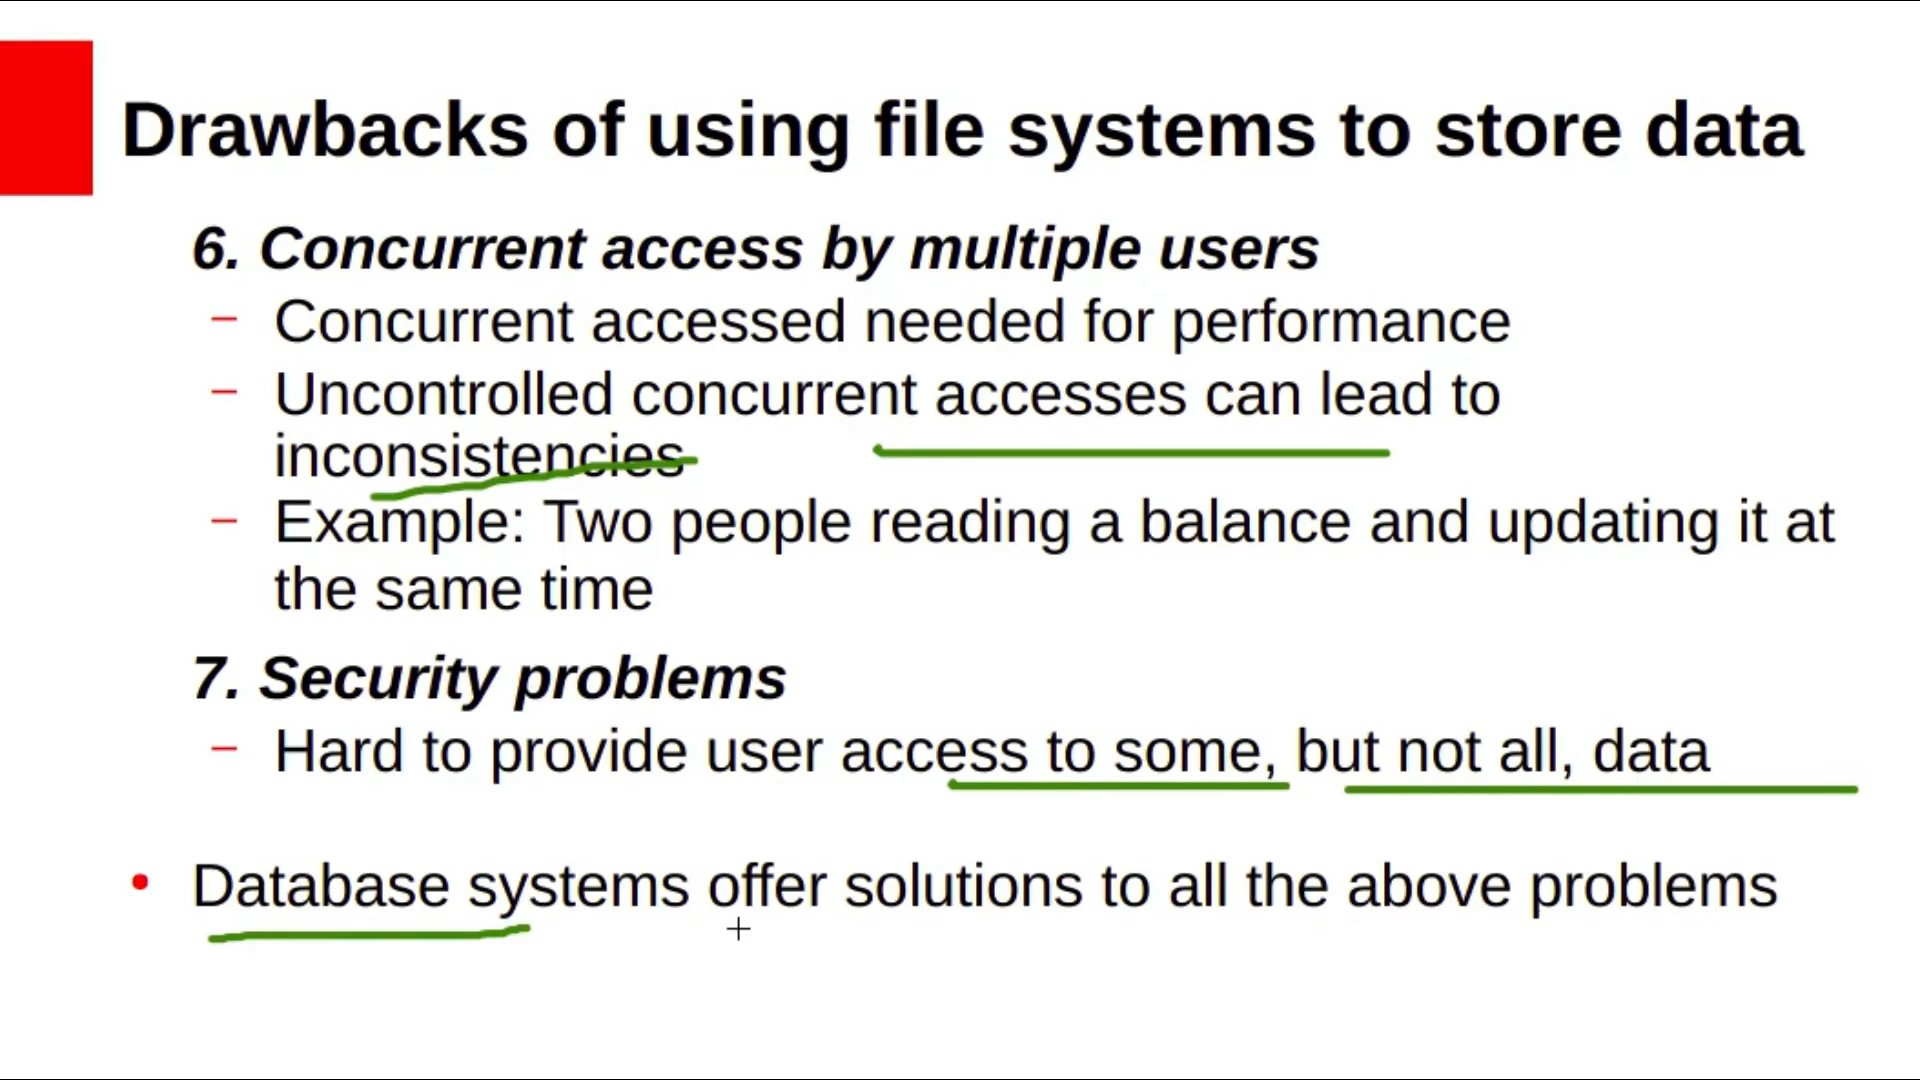 Drawbacks of using file systems to store data
6. Concurrent access by multiple users
– Concurrent accessed needed for performance
– Uncontrolled concurrent accesses can lead to
inconsistencies
– Example: Two people reading a balance and updating it at
the same time
7. Security problems
– Hard to provide user access to some, but not all, data
• Database systems offer solutions to all the above problems